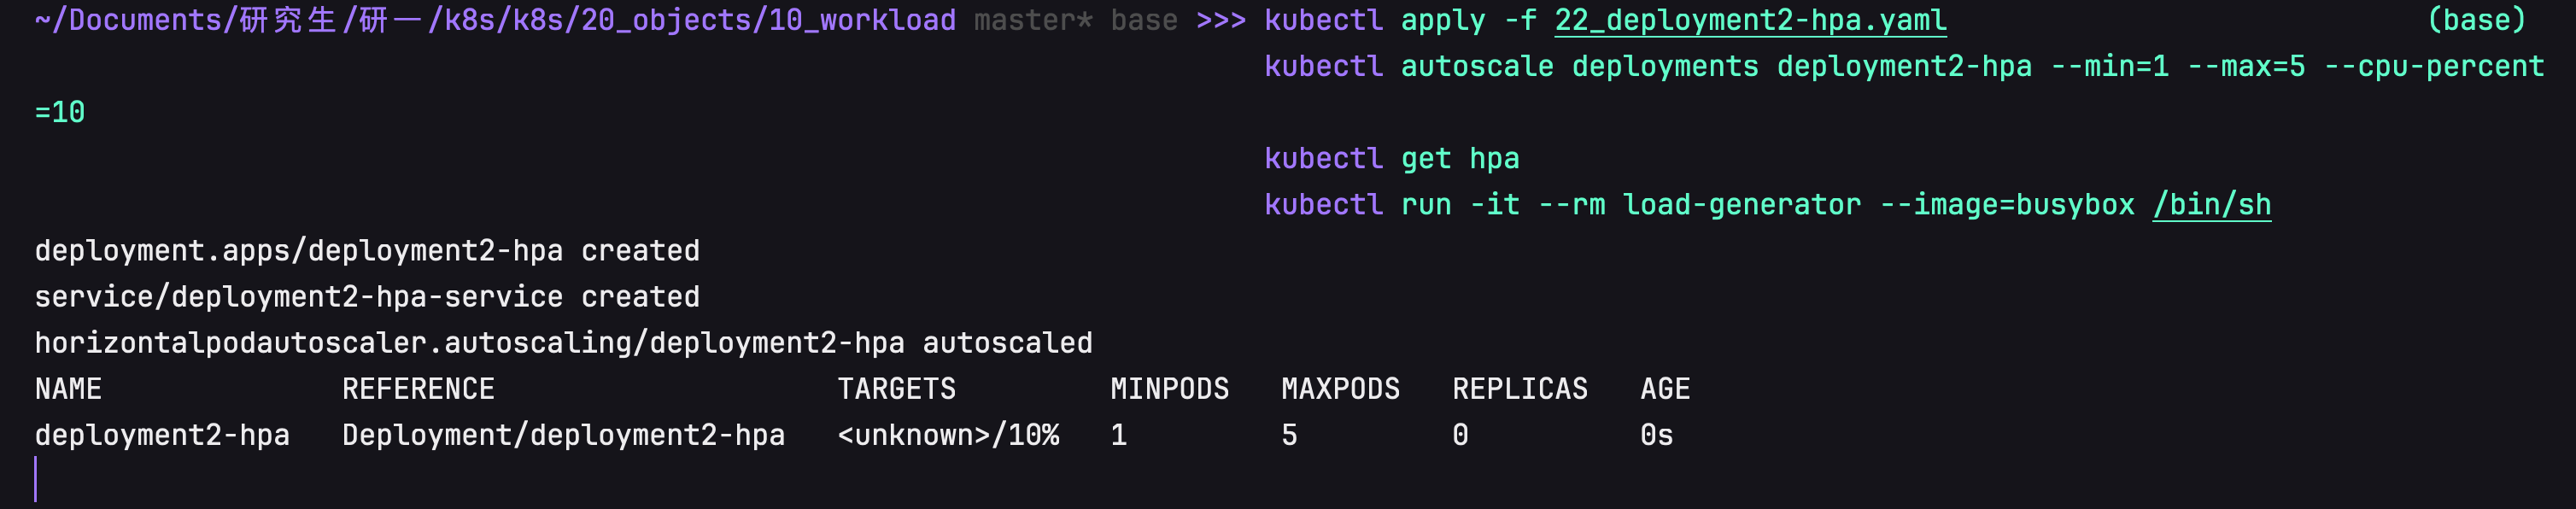 ~/Documents/研究生/研一/k8s/k8s/20_objects/10_workload master* base >>> kubectl apply -f 22_deployment2-hpa.yaml (base)
kubectl autoscale deployments deployment2-hpa --min=1 --max=5 --cpu-percent
=10
kubectl get hpa
kubectl run -it --rm load-generator --image=busybox /bin/sh
deployment.apps/deployment2-hpa created
service/deployment2-hpa-service created
horizontalpodautoscaler.autoscaling/deployment2-hpa autoscaled
NAME REFERENCE TARGETS MINPODS MAXPODS REPLICAS AGE
deployment2-hpa Deployment/deployment2-hpa <unknown>/10% 1 5 0 0s